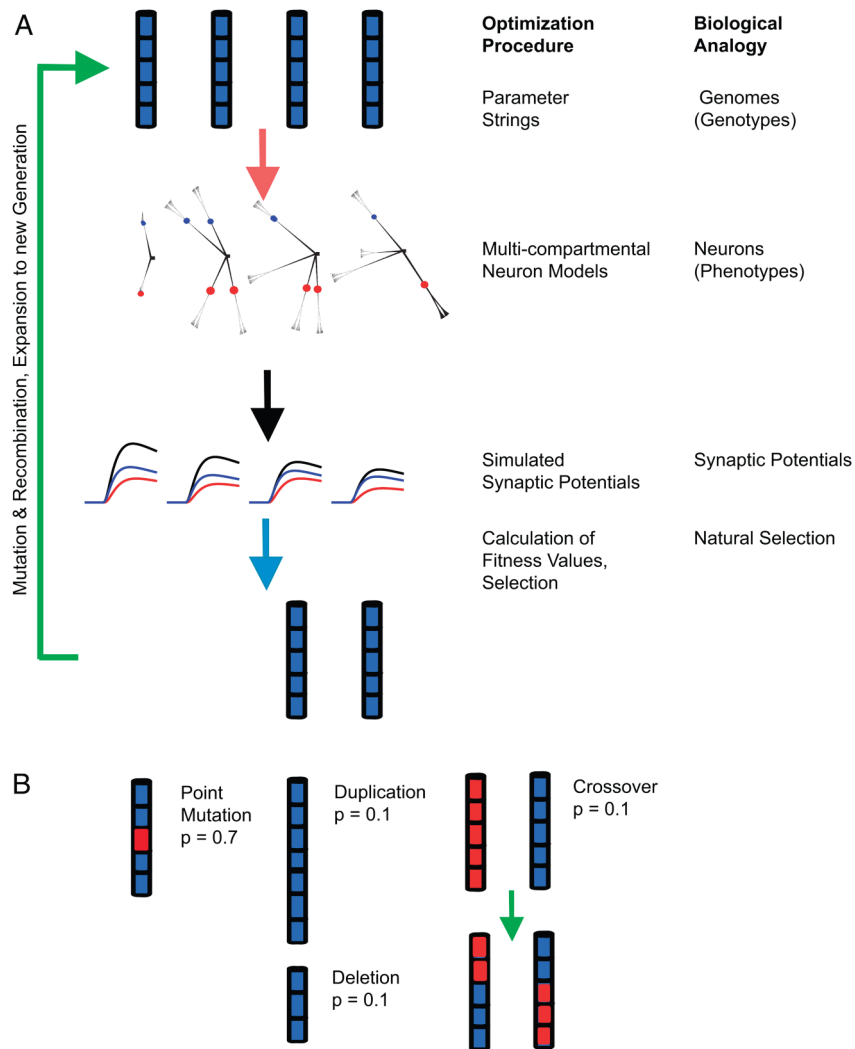 A
Optimization
Procedure
Biological
Analogy
Parameter
Strings
Genomes
(Genotypes)
Multi-compartmental
Neuron Models
Neurons
(Phenotypes)
Simulated
Synaptic Potentials
Synaptic Potentials
Calculation of
Fitness Values,
Selection
Natural Selection
Mutation & Recombination, Expansion to new Generation
B
Point
Mutation
p = 0.7
Duplication
p = 0.1
Deletion
p = 0.1
Crossover
p = 0.1